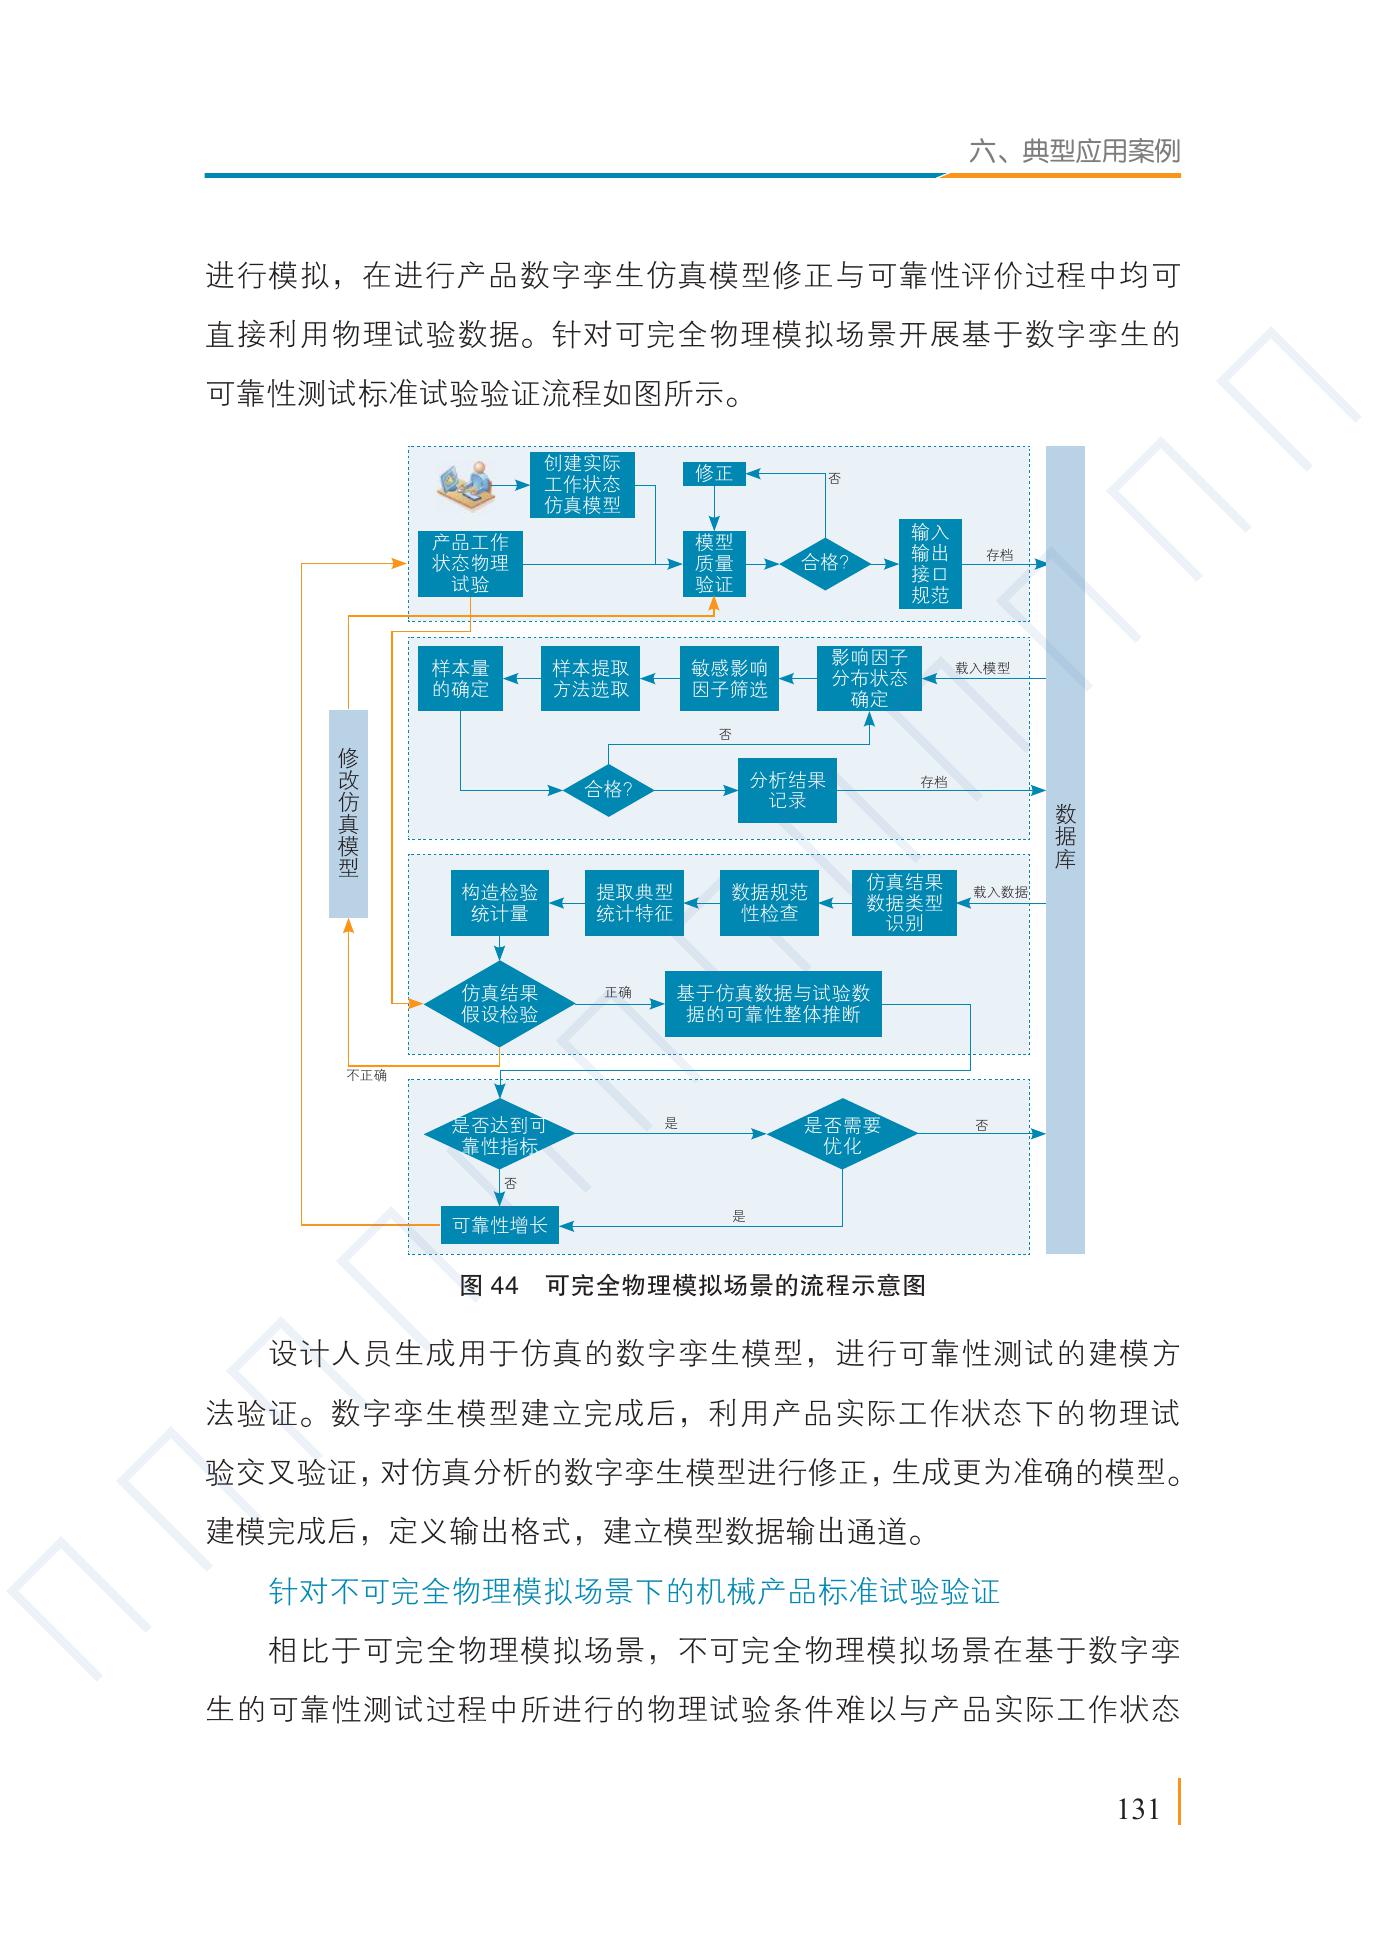 六、典型应用案例
进行模拟，在进行产品数字孪生仿真模型修正与可靠性评价过程中均可
直接利用物理试验数据。针对可完全物理模拟场景开展基于数字孪生的
可靠性测试标准试验验证流程如图所示。
创建实际
工作状态
仿真模型
修正
否
产品工作
状态物理
试验
模型
质量
验证
合格?
输入
输出
接口
规范
存档
样本量
的确定
样本提取
方法选取
敏感影响
因子筛选
影响因子
分布状态
确定
载入模型
否
合格?
分析结果
记录
存档
修改仿真模型
数据库
构造检验
统计量
提取典型
统计特征
数据规范
性检查
仿真结果
数据类型
识别
载入数据
仿真结果
假设检验
正确
基于仿真数据与试验数
据的可靠性整体推断
不正确
是否达到可
靠性指标
是
是否需要
优化
否
否
可靠性增长
是
图 44 可完全物理模拟场景的流程示意图
设计人员生成用于仿真的数字孪生模型，进行可靠性测试的建模方
法验证。数字孪生模型建立完成后，利用产品实际工作状态下的物理试
验交叉验证，对仿真分析的数字孪生模型进行修正，生成更为准确的模型。
建模完成后，定义输出格式，建立模型数据输出通道。
针对不可完全物理模拟场景下的机械产品标准试验验证
相比于可完全物理模拟场景，不可完全物理模拟场景在基于数字孪
生的可靠性测试过程中所进行的物理试验条件难以与产品实际工作状态
131